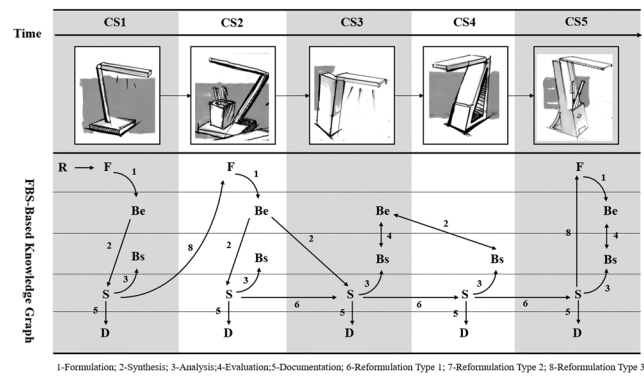 CS1 CS2 CS3 CS4 CS5
Time
R F 1 F 1 F 1
Be Be Be Be
2 8 2 2 4 2 8 4
Bs Bs Bs Bs Bs
3 3 3 3 3
S S 6 S 6 S 6 S
5 5 5 5 5
D D D D D
FBS-Based Knowledge Graph
1-Formulation; 2-Synthesis; 3-Analysis;4-Evaluation;5-Documentation; 6-Reformulation Type 1; 7-Reformulation Type 2; 8-Reformulation Type 3